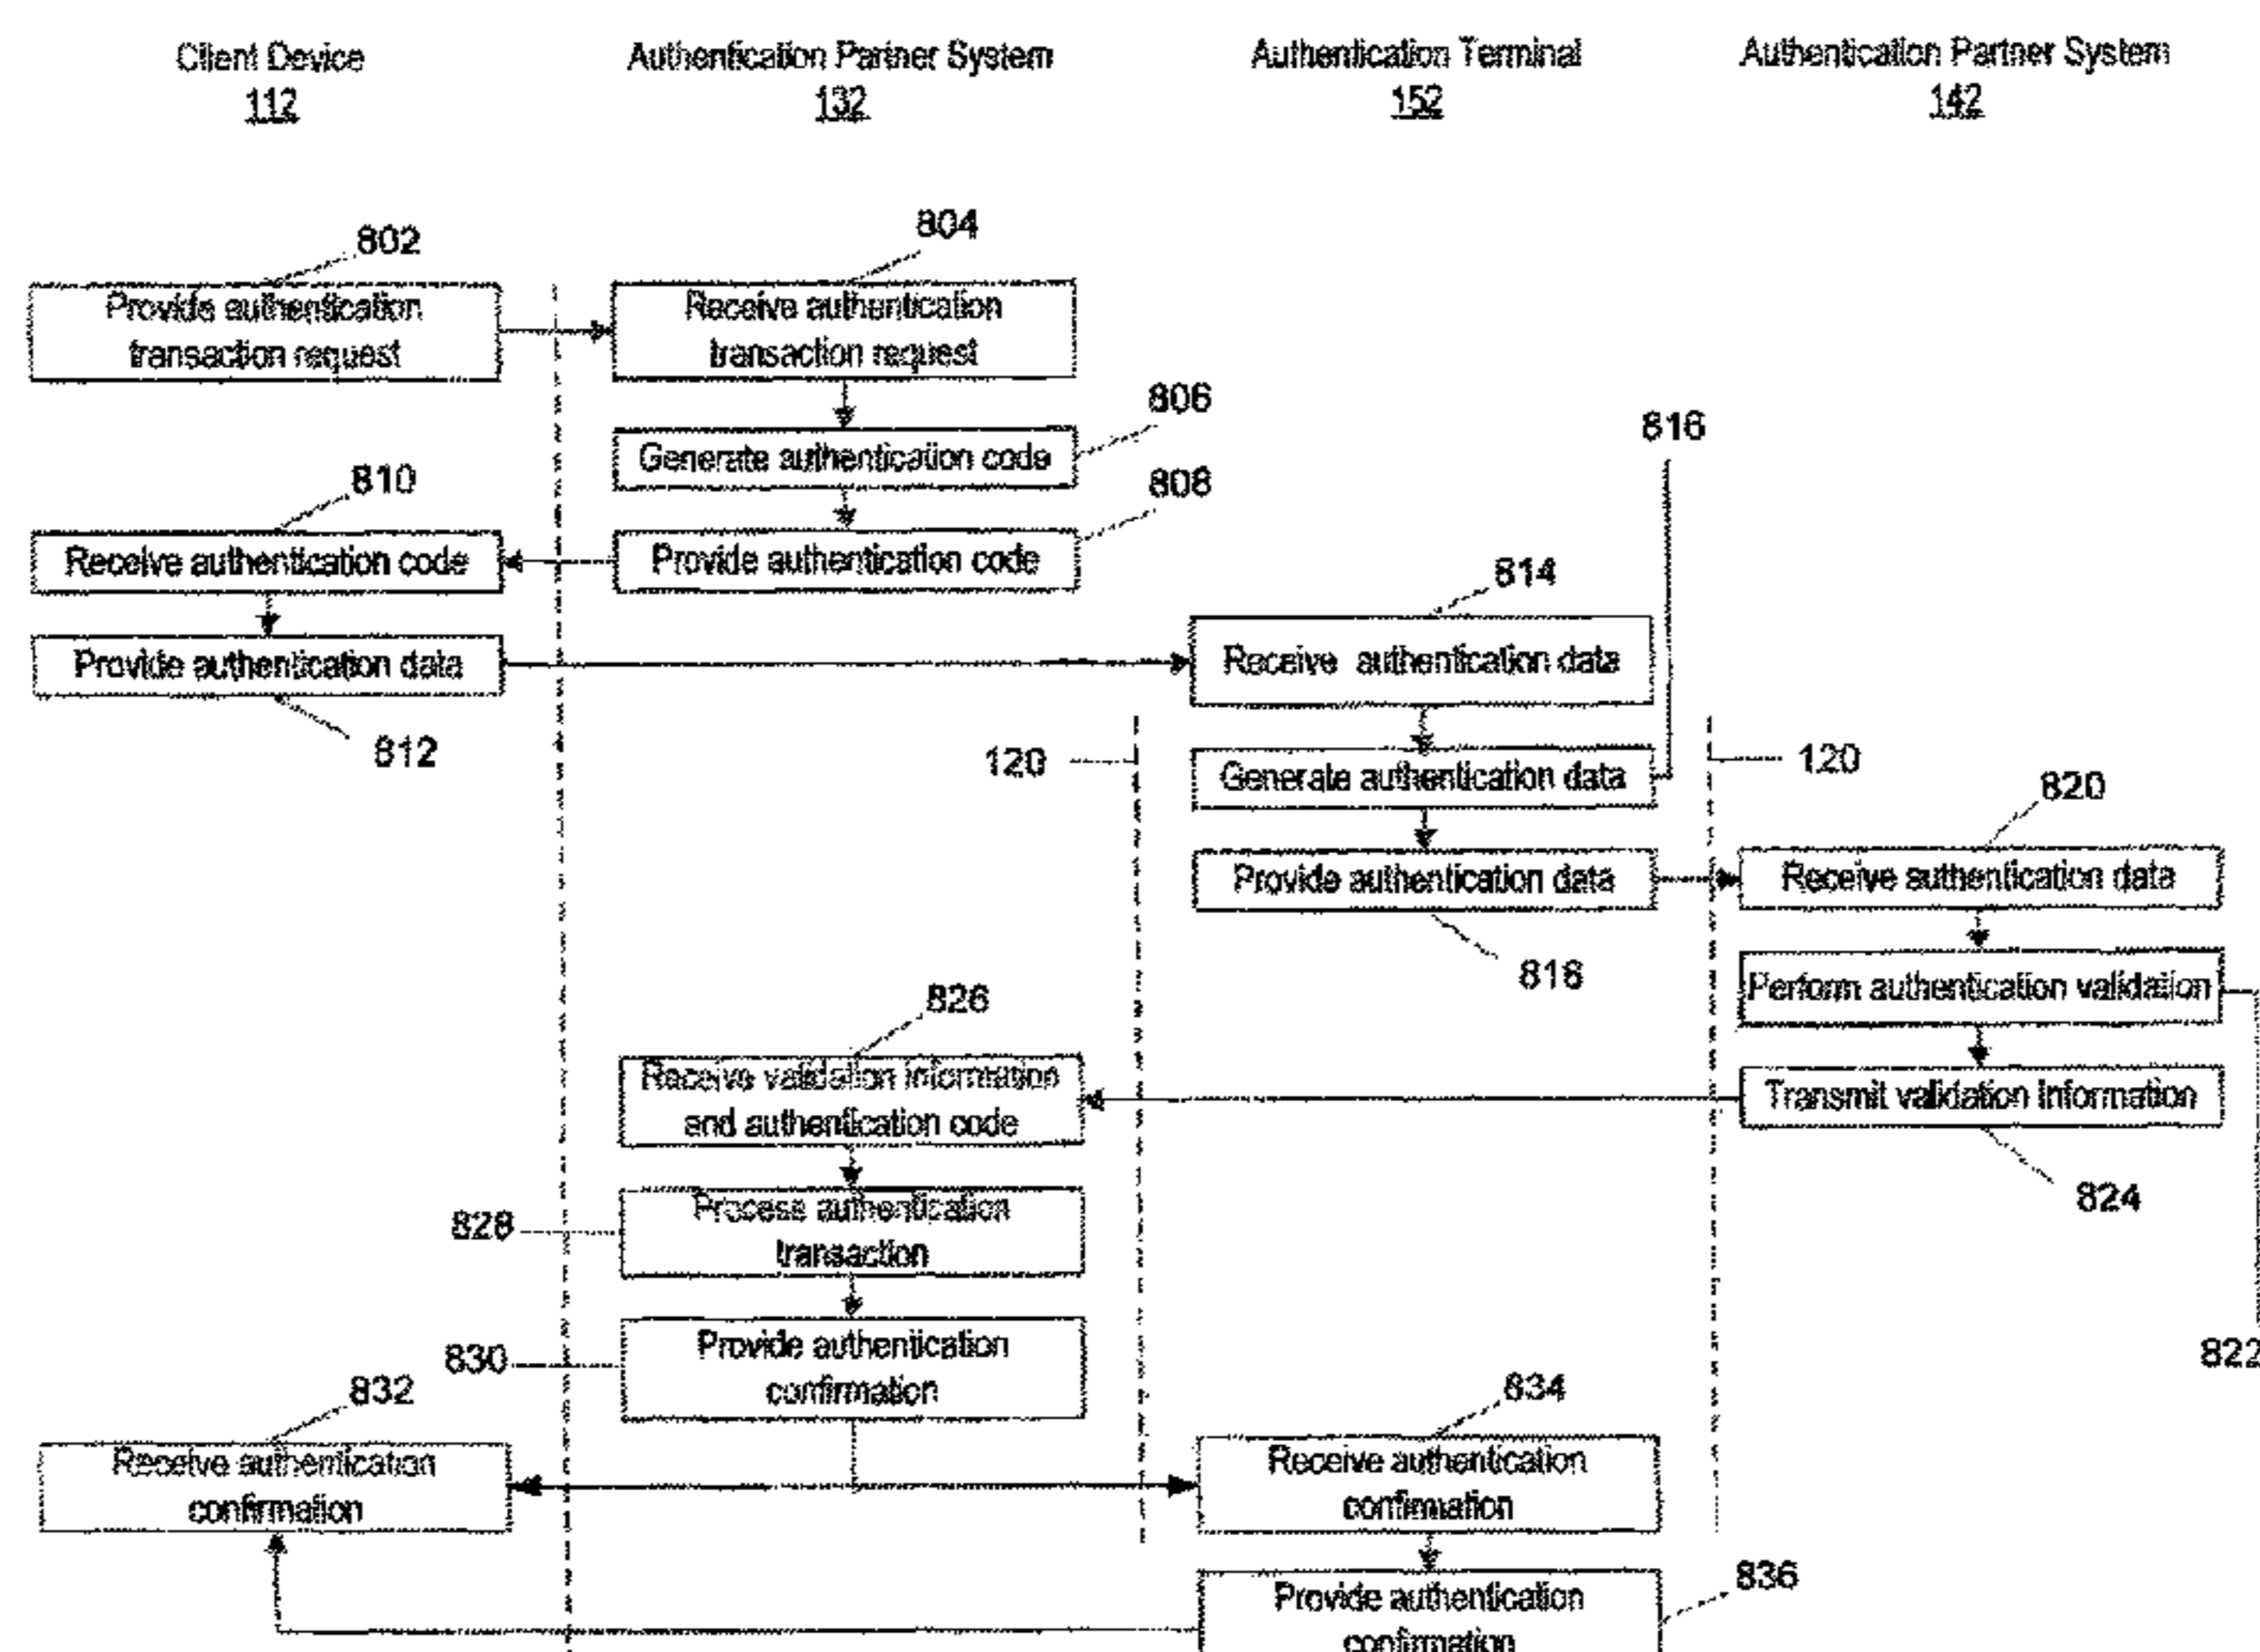 Client Device
112
Authentication Partner System
132
Authentication Terminal
152
Authentication Partner System
142
802
Provide authentication
transaction request
804
Receive authentication
transaction request
806
Generate authentication code
808
Provide authentication code
810
Receive authentication code
Provide authentication data
812
814
Receive authentication data
816
Generate authentication data
120
120
Provide authentication data
818
820
Receive authentication data
Perform authentication validation
822
Transmit validation information
824
826
Receive validation information
and authentication code
828
Process authentication
transaction
830
Provide authentication
confirmation
832
Receive authentication
confirmation
834
Receive authentication
confirmation
836
Provide authentication
confirmation